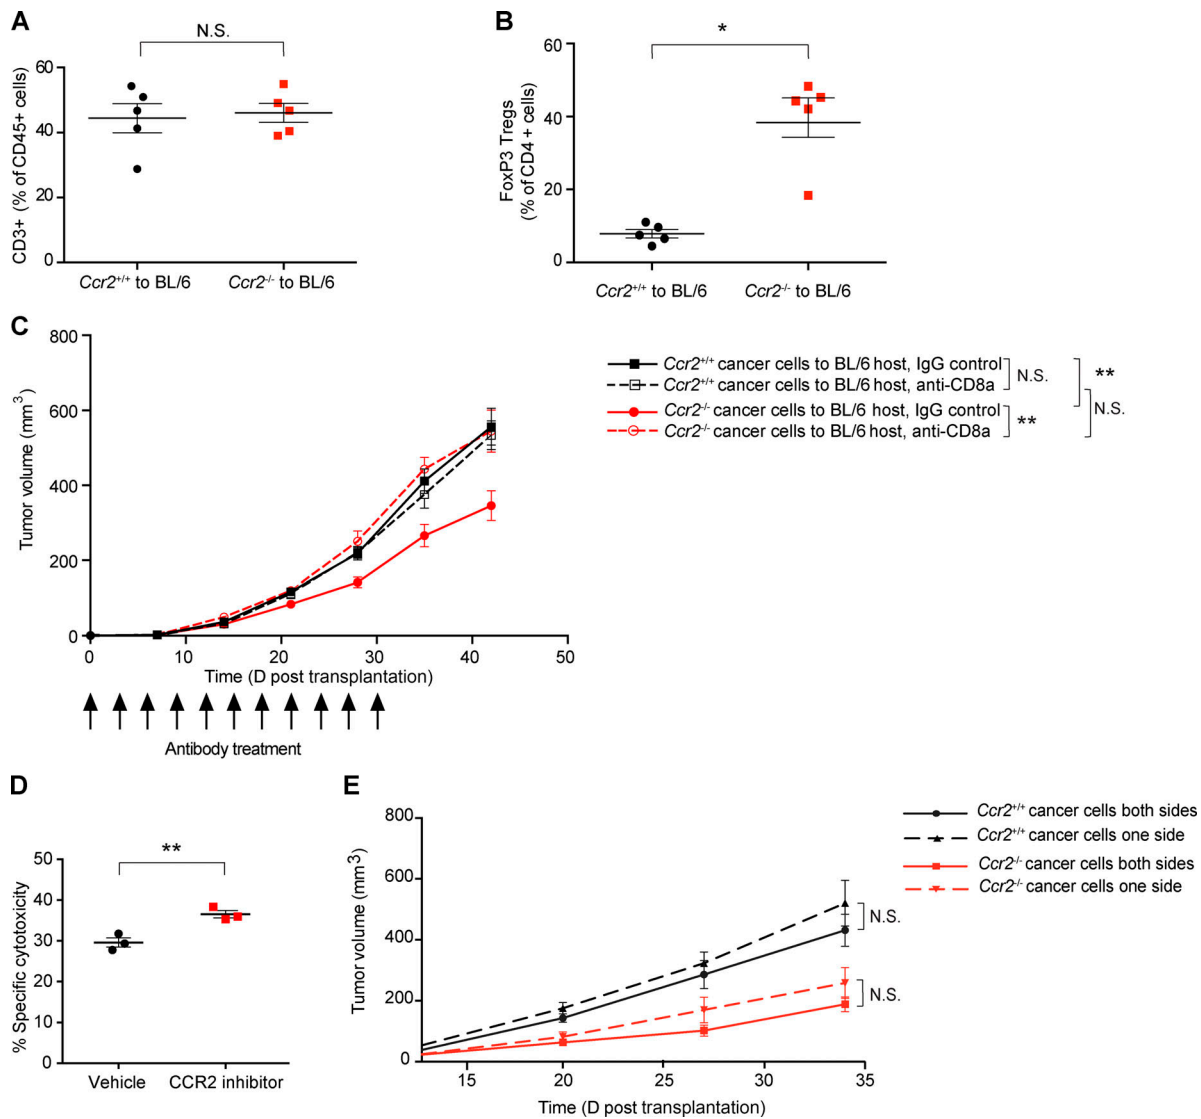 A
N.S.
CD3+ (% of CD45+ cells)
60
40
20
0
Ccr2+/+ to BL/6
Ccr2-/- to BL/6
B
*
FoxP3 Tregs
(% of CD4 + cells)
60
40
20
0
Ccr2+/+ to BL/6
Ccr2-/- to BL/6
C
Tumor volume (mm3)
800
600
400
200
0
0
10
20
30
40
50
Time (D post transplantation)
Antibody treatment
Ccr2+/+ cancer cells to BL/6 host, IgG control
Ccr2+/+ cancer cells to BL/6 host, anti-CD8a
Ccr2-/- cancer cells to BL/6 host, IgG control
Ccr2-/- cancer cells to BL/6 host, anti-CD8a
N.S.
**
**
N.S.
D
**
% Specific cytotoxicity
50
40
30
20
10
0
Vehicle
CCR2 inhibitor
E
Tumor volume (mm3)
800
600
400
200
0
15
20
25
30
35
Time (D post transplantation)
N.S.
N.S.
Ccr2+/+ cancer cells both sides
Ccr2+/+ cancer cells one side
Ccr2-/- cancer cells both sides
Ccr2-/- cancer cells one side